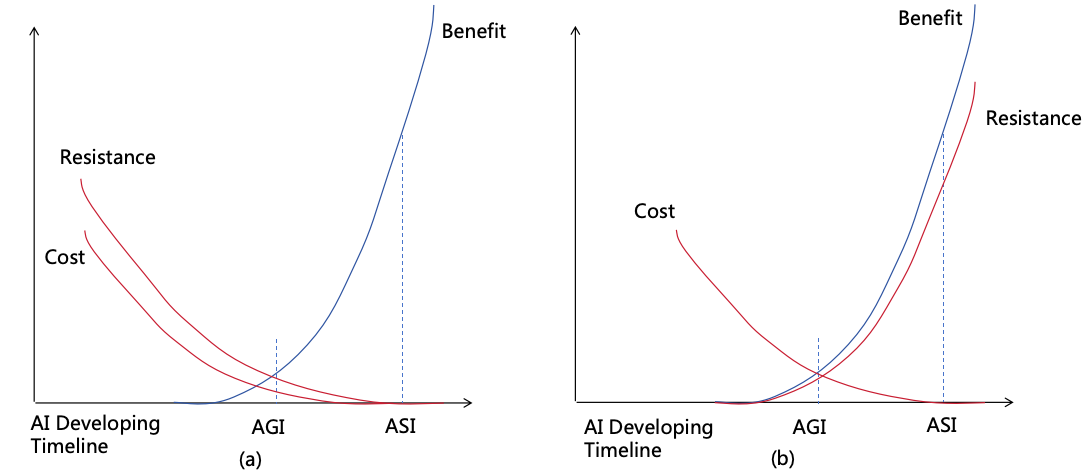 Benefit
Resistance
Cost
AI Developing
Timeline
AGI
ASI
(a)
Benefit
Resistance
Cost
AI Developing
Timeline
AGI
ASI
(b)